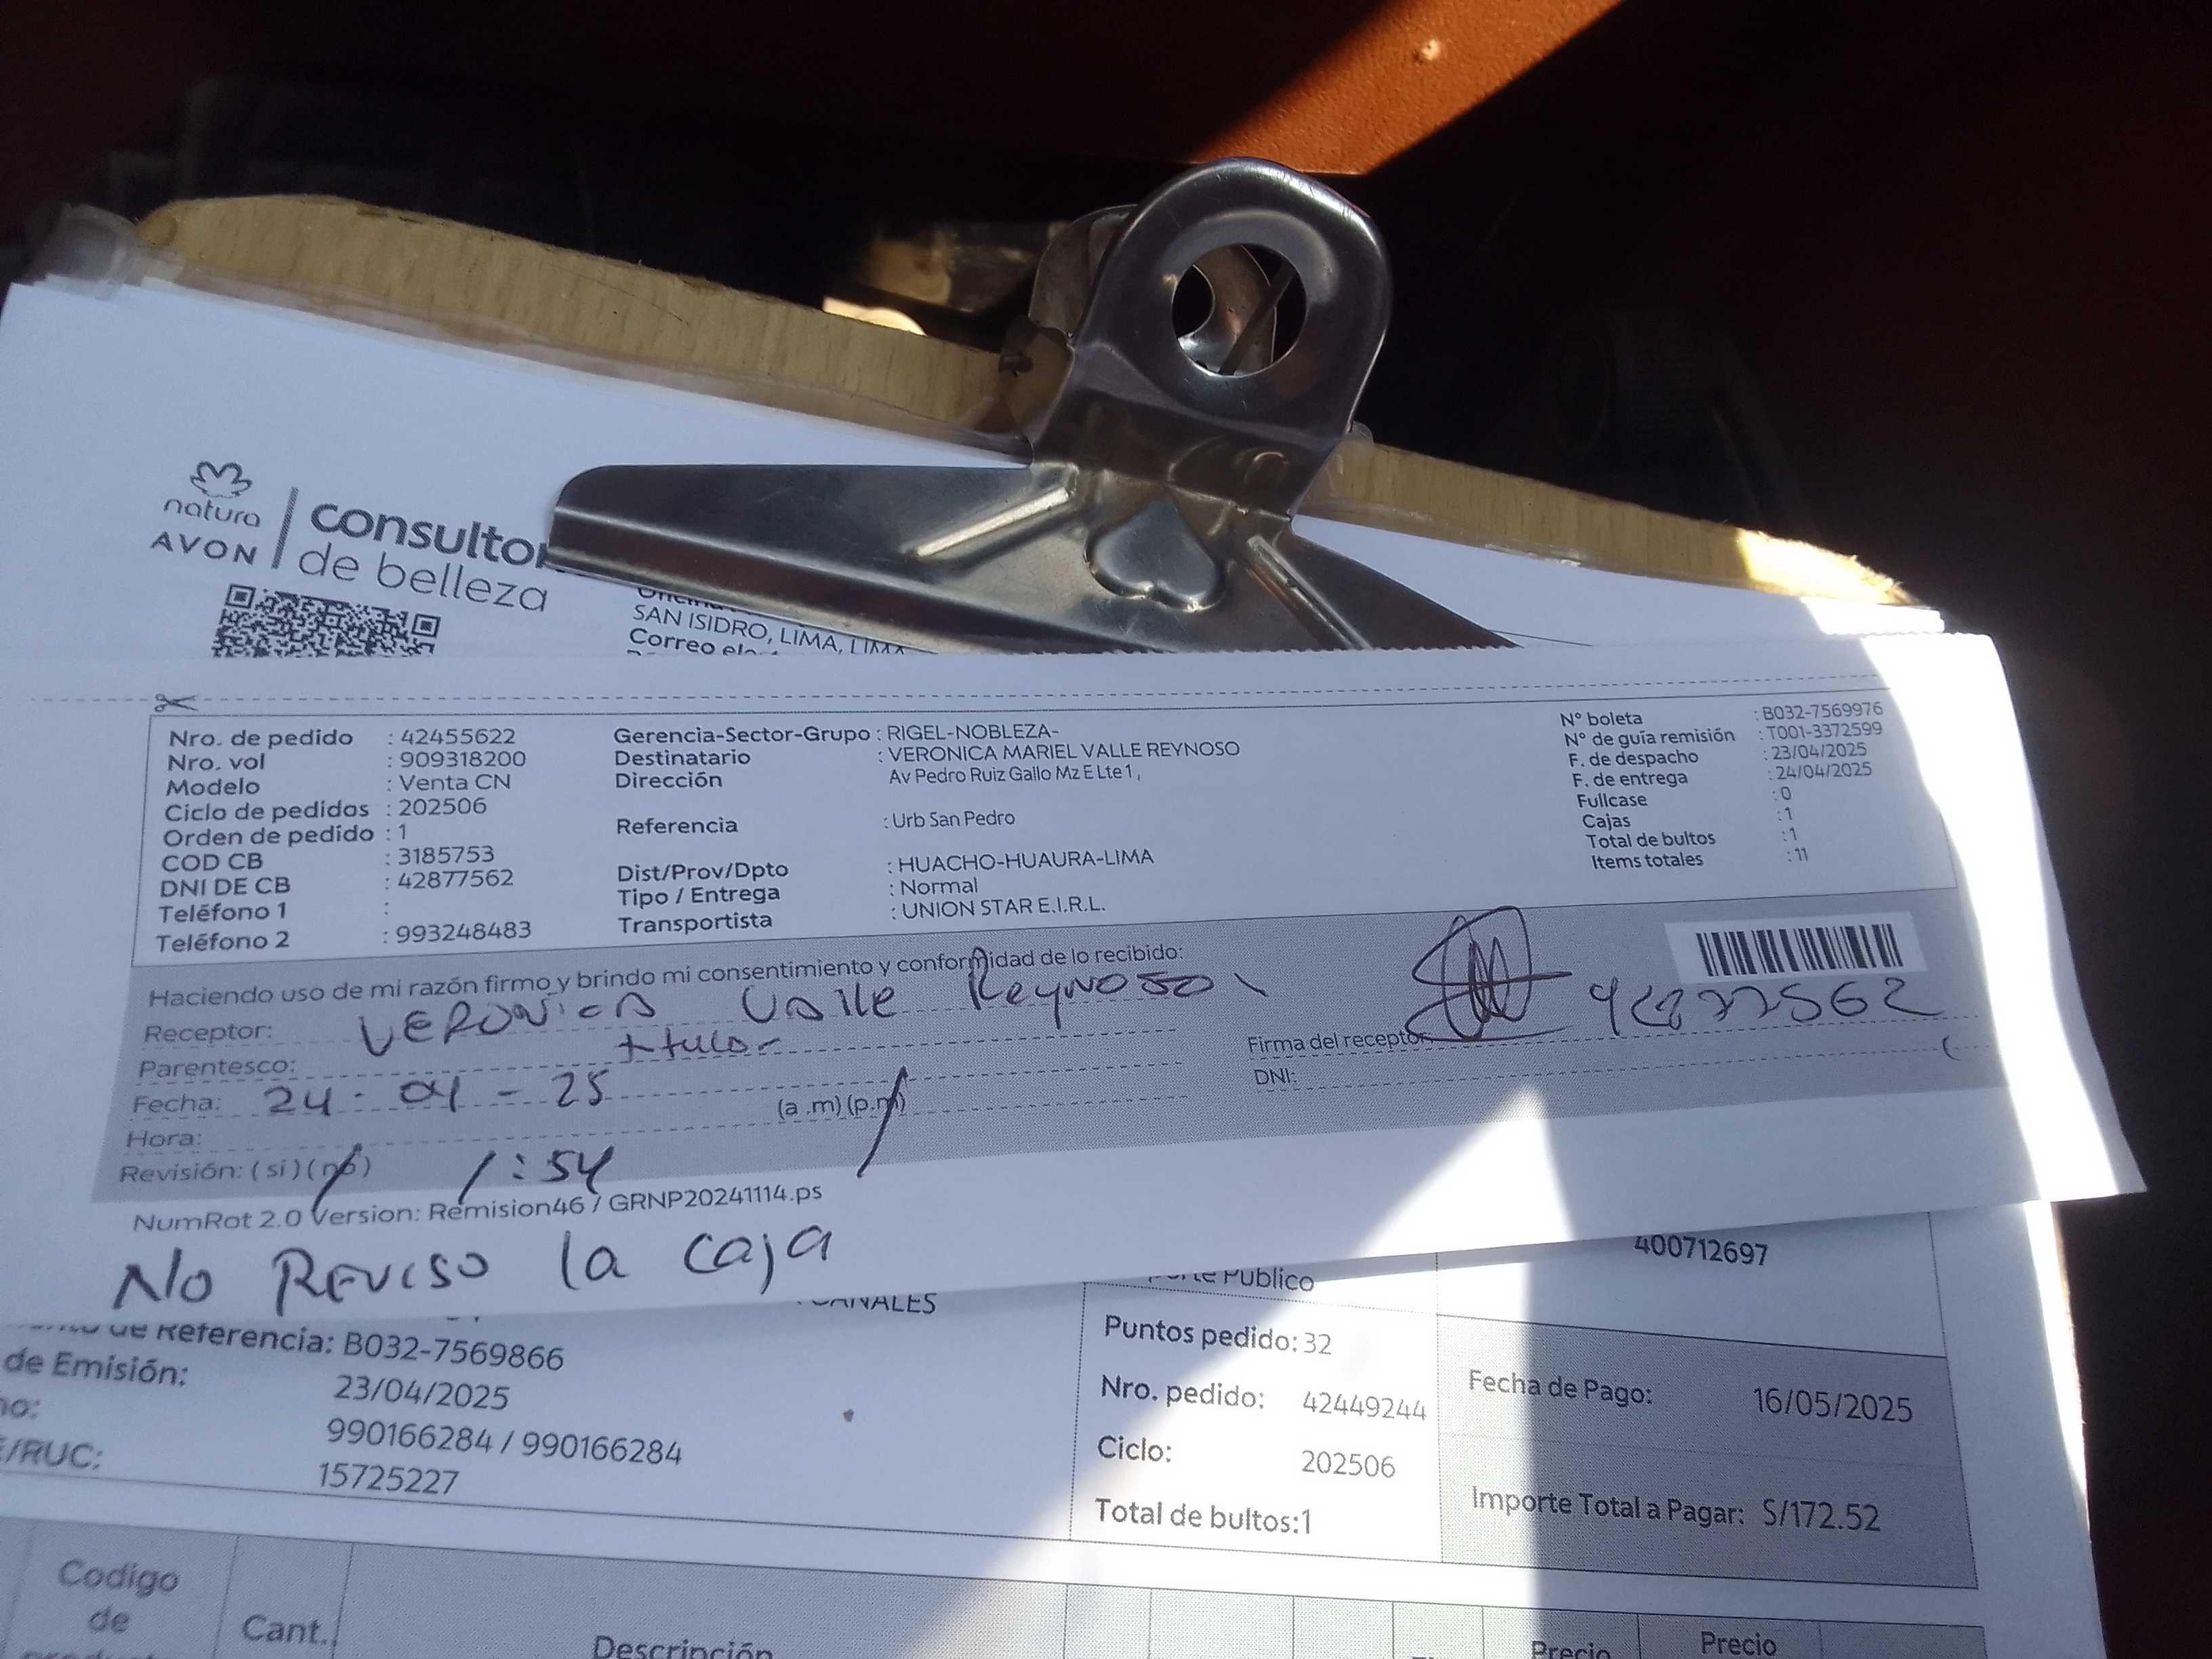 natura
AVON
consultor
de belleza
SAN ISIDRO, LIMA, LIMA
Nro. de pedido : 42455622
Nro. vol : 909318200
Modelo : Venta CN
Ciclo de pedidos : 202506
Orden de pedido : 1
COD CB : 3185753
DNI DE CB : 42877562
Teléfono 1 :
Teléfono 2 : 993248483
Gerencia-Sector-Grupo : RIGEL-NOBLEZA-
Destinatario : VERONICA MARIEL VALLE REYNOSO
Dirección Av Pedro Ruiz Gallo Mz E Lte 1 ,
Referencia : Urb San Pedro
Dist/Prov/Dpto : HUACHO-HUAURA-LIMA
Tipo / Entrega : Normal
Transportista : UNION STAR E.I.R.L.
N° boleta : B032-7569976
N° de guía remisión : T001-3372599
F. de despacho : 23/04/2025
F. de entrega : 24/04/2025
Fullcase : 0
Cajas : 1
Total de bultos : 1
Items totales : 11
Haciendo uso de mi razón firmo y brindo mi consentimiento y conformidad de lo recibido:
Receptor: VERONICA Valle Reynoso
Parentesco: titular
Fecha: 24 - 04 - 25
(a .m) (p.m)
Hora:
Revisión: ( si ) ( no ) 1:54
Firma del receptor: 42877562
DNI:
NumRot 2.0 Version: Remision46 / GRNP20241114.ps
No Reviso la caja
CANALES
de Referencia: B032-7569866
de Emisión: 23/04/2025
990166284 / 990166284
/RUC: 15725227
Publico
Puntos pedido: 32
Nro. pedido: 42449244
Ciclo: 202506
Total de bultos: 1
400712697
Fecha de Pago: 16/05/2025
Importe Total a Pagar: S/172.52
Codigo
de
Cant.
Descripción
Precio
Precio